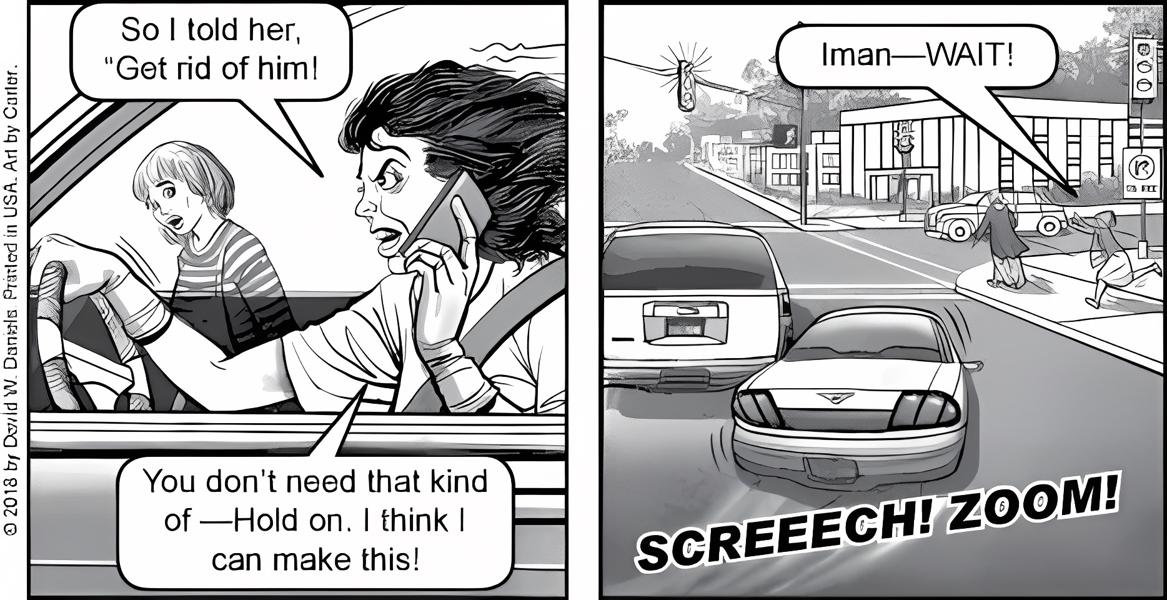 © 2018 by David W. Daniels. Printed in USA. Art by Carter.
So I told her,
"Get rid of him!
You don't need that kind
of —Hold on. I think I
can make this!
Iman—WAIT!
SCREEECH! ZOOM!